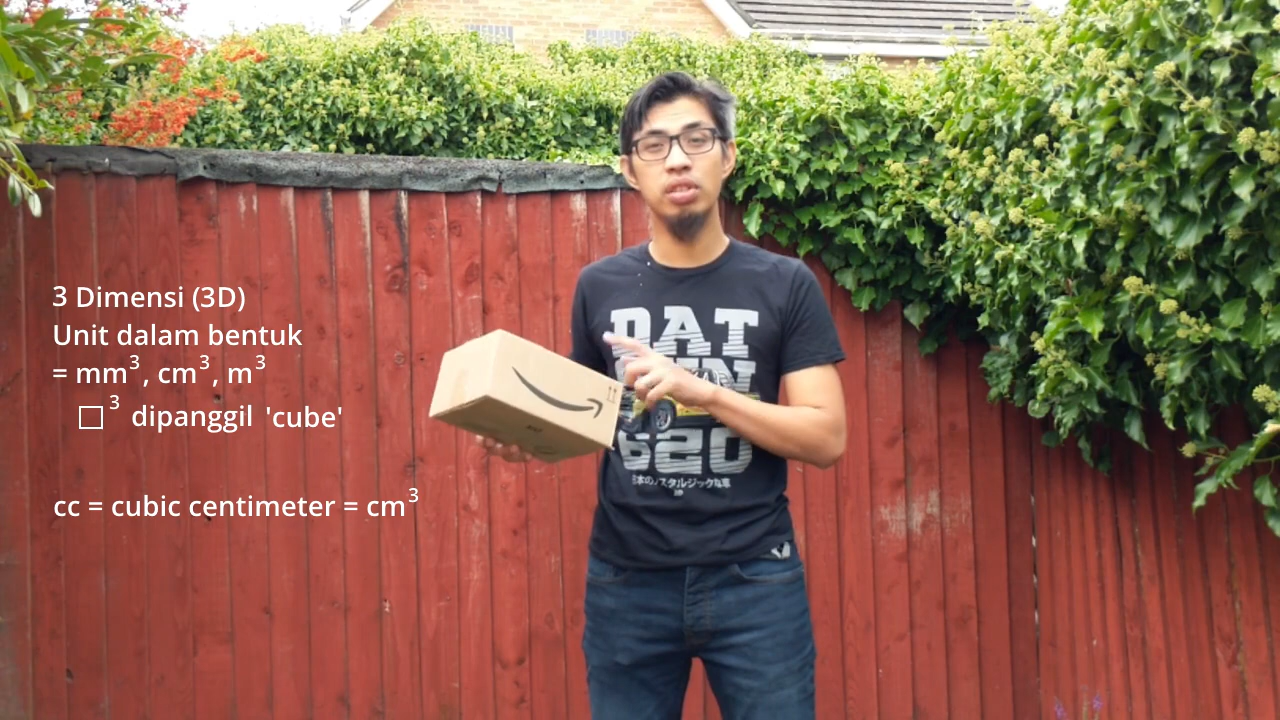 3 Dimensi (3D)
Unit dalam bentuk
= mm³, cm³, m³
□³ dipanggil 'cube'
cc = cubic centimeter = cm³
DAT
620